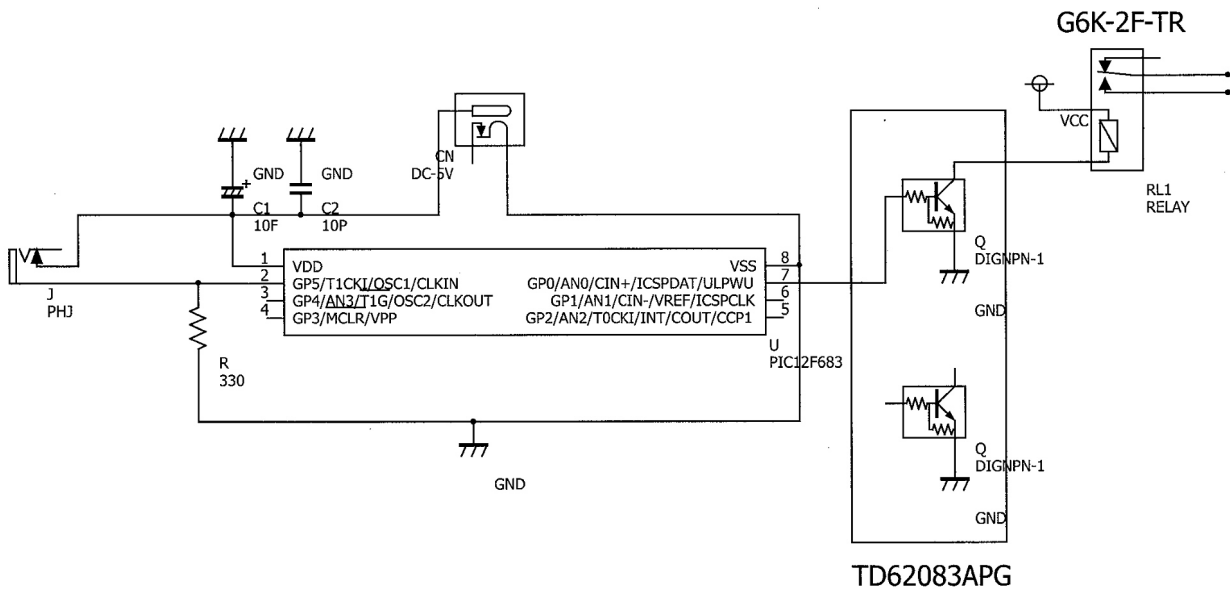 G6K-2F-TR
VCC
RL1
RELAY
CN
DC-5V
GND
GND
+
C1
10F
C2
10P
V
J
PHJ
1
2
3
4
VDD
GP5/T1CKI/OSC1/CLKIN
GP4/AN3/T1G/OSC2/CLKOUT
GP3/MCLR/VPP
VSS
GP0/AN0/CIN+/ICSPDAT/ULPWU
GP1/AN1/CIN-/VREF/ICSPCLK
GP2/AN2/T0CKI/INT/COUT/CCP1
8
7
6
5
U
PIC12F683
R
330
GND
Q
DIGNPN-1
GND
Q
DIGNPN-1
GND
TD62083APG